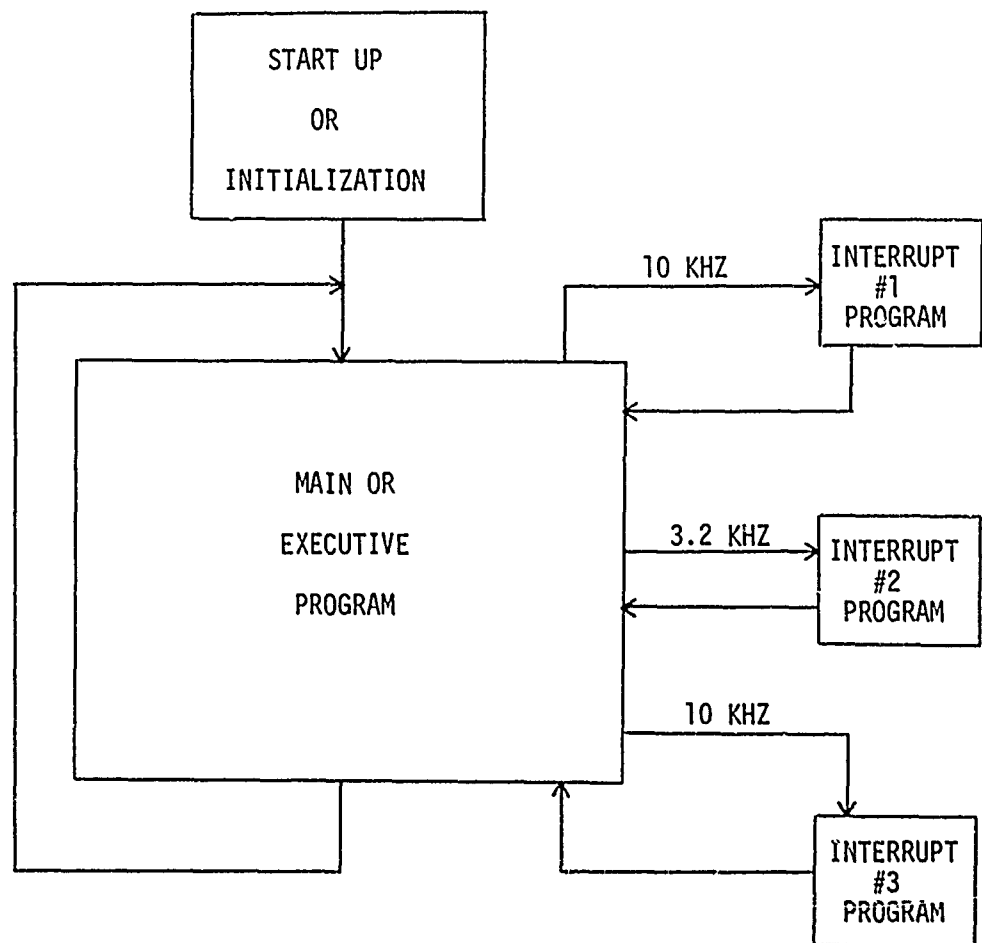 START UP
OR
INITIALIZATION
10 KHZ
INTERRUPT
#1
PROGRAM
MAIN OR
EXECUTIVE
PROGRAM
3.2 KHZ
INTERRUPT
#2
PROGRAM
10 KHZ
INTERRUPT
#3
PROGRAM